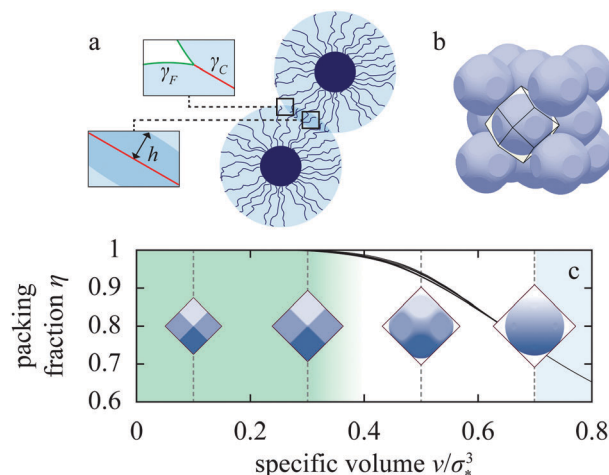 a
b
γF
γC
h
c
packing
fraction η
1
0.9
0.8
0.7
0.6
0
0.2
0.4
0.6
0.8
specific volume ν/σ*³